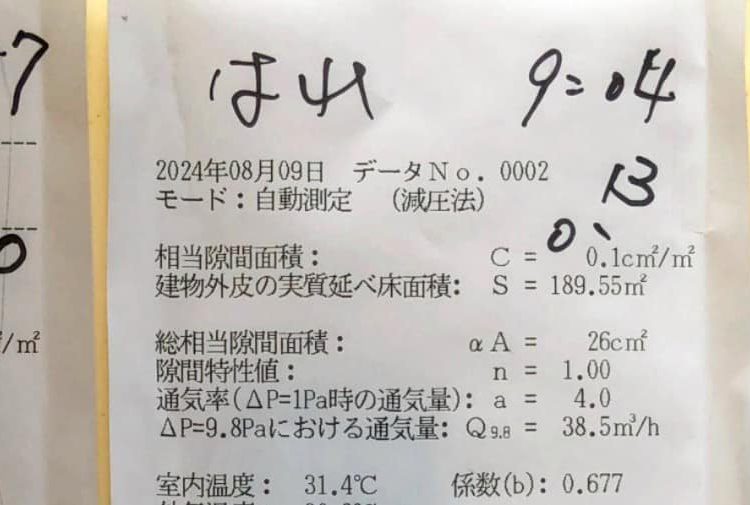 7
はれ 9:04
2024年08月09日 データNo. 0002
モード：自動測定 （減圧法）
0、13
相当隙間面積： C = 0.1c㎡/㎡
建物外皮の実質延べ床面積： S = 189.55㎡
0
/㎡
総相当隙間面積： αA = 26c㎡
隙間特性値： n = 1.00
通気率(ΔP=1Pa時の通気量)： a = 4.0
ΔP=9.8Paにおける通気量： Q9.8 = 38.5㎥/h
室内温度： 31.4℃ 係数(b)： 0.677